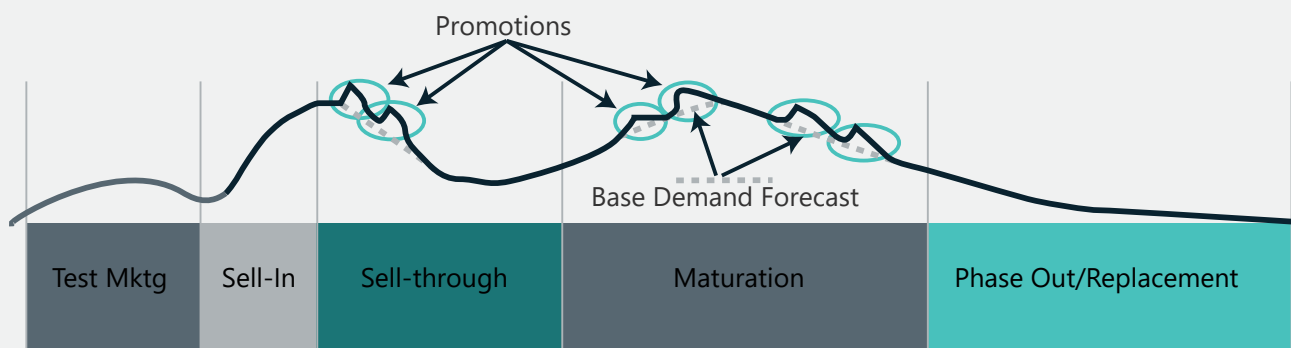 Promotions
Base Demand Forecast
Test Mktg
Sell-In
Sell-through
Maturation
Phase Out/Replacement